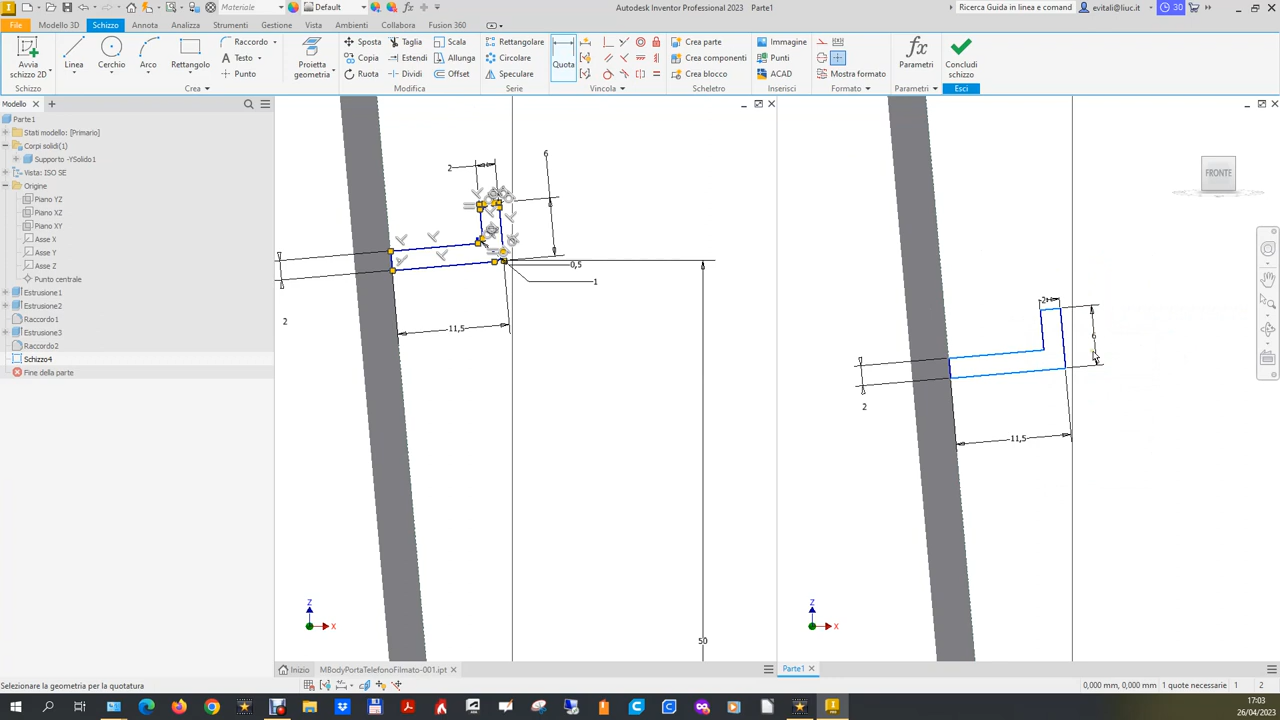 Materiale
Default
Autodesk Inventor Professional 2023 Parte1
Ricerca Guida in linea e comandi
evitali@liuc.it
30
File Modello 3D Schizzo Annota Analizza Strumenti Gestione Vista Ambienti Collabora Fusion 360
Raccordo Sposta Taglia Scala Rettangolare Crea parte Immagine
Testo Copia Estendi Allunga Circolare Crea componenti Punti
Punto Ruota Dividi Offset Speculare Crea blocco ACAD Mostra formato
Avvia
schizzo 2D
Linea
Cerchio
Arco
Rettangolo
Proietta
geometria
Quota
fx
Parametri
Concludi
schizzo
Schizzo Crea Modifica Serie Vincola Scheletro Inserisci Formato Parametri Esci
Modello
Parte1
Stati modello: [Primario]
Corpi solidi(1)
Supporto -YSolido1
Vista: ISO SE
Origine
Piano YZ
Piano XZ
Piano XY
Asse X
Asse Y
Asse Z
Punto centrale
Estrusione1
Estrusione2
Raccordo1
Estrusione3
Raccordo2
Schizzo4
Fine della parte
2
6
0,5
1
2
11,5
50
Z
X
FRONTE
2
6
2
11,5
Z
X
Inizio MBodyPortaTelefonoFilmato-001.ipt
Parte1
Selezionare la geometria per la quotatura
0,000 mm, 0,000 mm 1 quote necessarie 1 2
17:03
26/04/2023